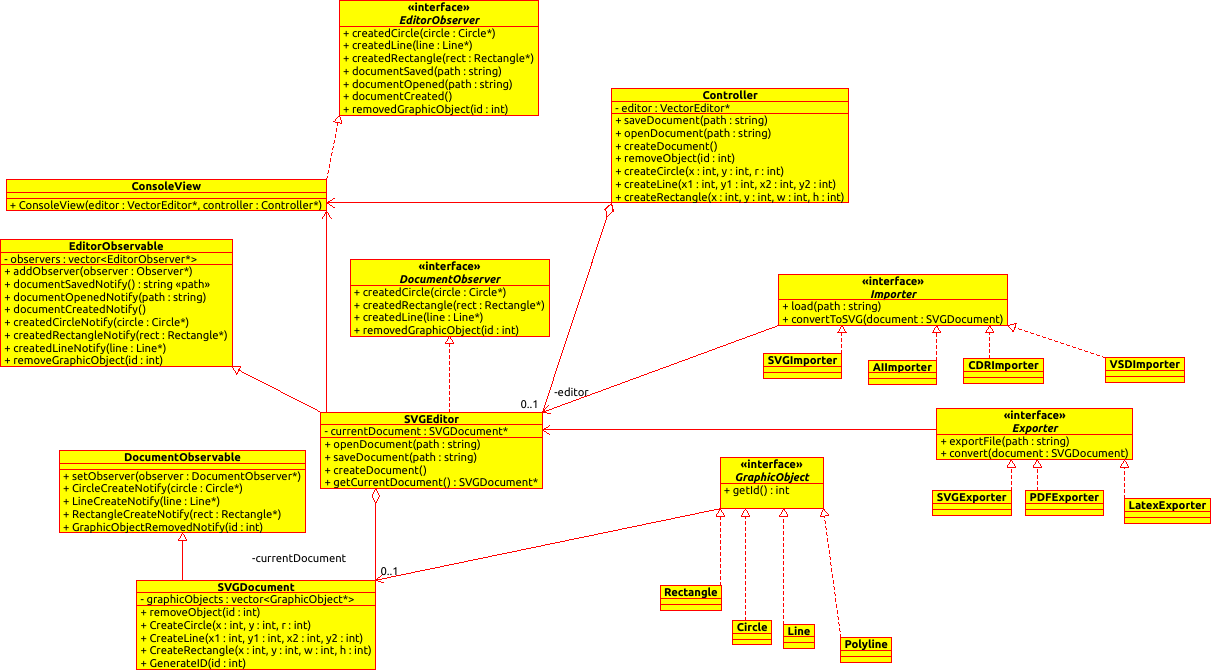 «interface»
EditorObserver
+ createdCircle(circle : Circle*)
+ createdLine(line : Line*)
+ createdRectangle(rect : Rectangle*)
+ documentSaved(path : string)
+ documentOpened(path : string)
+ documentCreated()
+ removedGraphicObject(id : int)
Controller
- editor : VectorEditor*
+ saveDocument(path : string)
+ openDocument(path : string)
+ createDocument()
+ removeObject(id : int)
+ createCircle(x : int, y : int, r : int)
+ createLine(x1 : int, y1 : int, x2 : int, y2 : int)
+ createRectangle(x : int, y : int, w : int, h : int)
ConsoleView
+ ConsoleView(editor : VectorEditor*, controller : Controller*)
EditorObservable
- observers : vector<EditorObserver*>
+ addObserver(observer : Observer*)
+ documentSavedNotify() : string «path»
+ documentOpenedNotify(path : string)
+ documentCreatedNotify()
+ createdCircleNotify(circle : Circle*)
+ createdRectangleNotify(rect : Rectangle*)
+ createdLineNotify(line : Line*)
+ removeGraphicObject(id : int)
«interface»
DocumentObserver
+ createdCircle(circle : Circle*)
+ createdRectangle(rect : Rectangle*)
+ createdLine(line : Line*)
+ removedGraphicObject(id : int)
«interface»
Importer
+ load(path : string)
+ convertToSVG(document : SVGDocument)
SVGImporter
AIImporter
CDRImporter
VSDImporter
-editor
0..1
SVGEditor
- currentDocument : SVGDocument*
+ openDocument(path : string)
+ saveDocument(path : string)
+ createDocument()
+ getCurrentDocument() : SVGDocument*
«interface»
Exporter
+ exportFile(path : string)
+ convert(document : SVGDocument)
SVGExporter
PDFExporter
LatexExporter
DocumentObservable
+ setObserver(observer : DocumentObserver*)
+ CircleCreateNotify(circle : Circle*)
+ LineCreateNotify(line : Line*)
+ RectangleCreateNotify(rect : Rectangle*)
+ GraphicObjectRemovedNotify(id : int)
«interface»
GraphicObject
+ getId() : int
-currentDocument
0..1
SVGDocument
- graphicObjects : vector<GraphicObject*>
+ removeObject(id : int)
+ CreateCircle(x : int, y : int, r : int)
+ CreateLine(x1 : int, y1 : int, x2 : int, y2 : int)
+ CreateRectangle(x : int, y : int, w : int, h : int)
+ GenerateID(id : int)
Rectangle
Circle
Line
Polyline